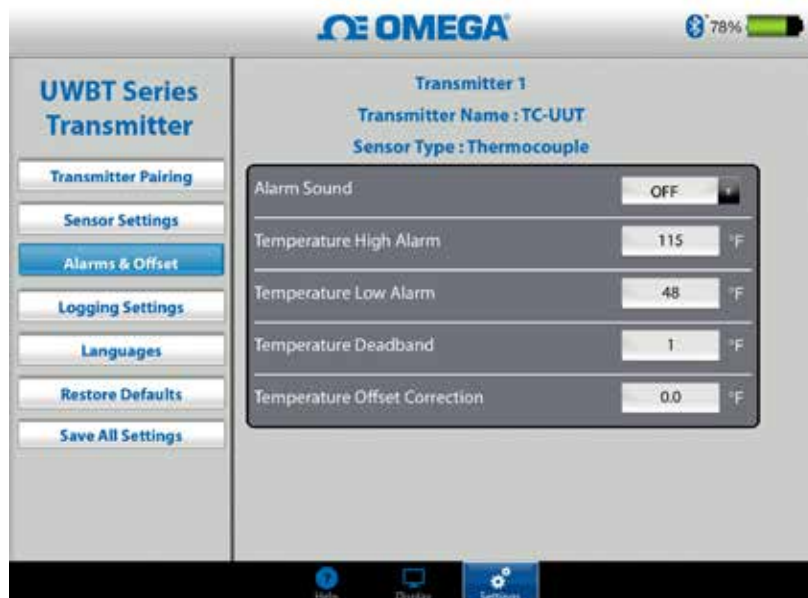 OMEGA
78%
UWBT Series
Transmitter
Transmitter Pairing
Sensor Settings
Alarms & Offset
Logging Settings
Languages
Restore Defaults
Save All Settings
Transmitter 1
Transmitter Name : TC-UUT
Sensor Type : Thermocouple
Alarm Sound OFF
Temperature High Alarm 115 °F
Temperature Low Alarm 48 °F
Temperature Deadband 1 °F
Temperature Offset Correction 0.0 °F
Help Display Settings